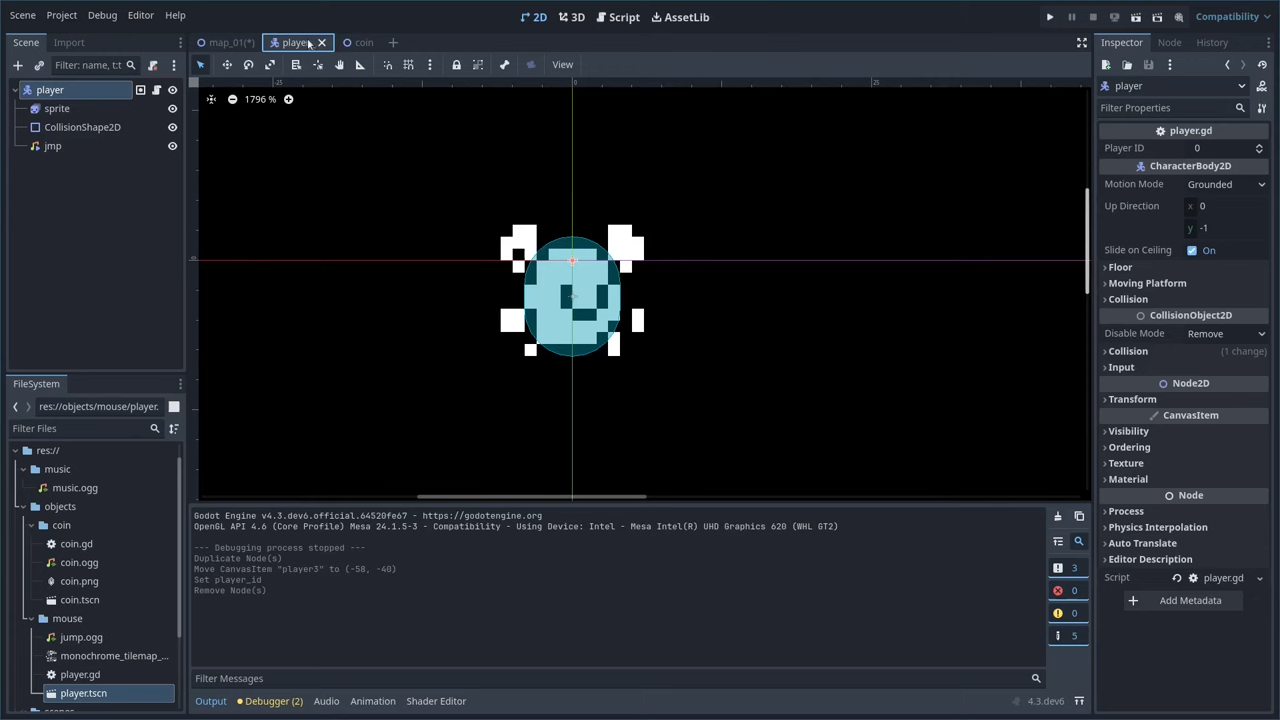 Scene Project Debug Editor Help
2D 3D Script AssetLib
Compatibility
Scene Import
map_01(*) player coin
Inspector Node History
Filter: name, t:t
View
player
sprite
CollisionShape2D
jmp
-25 0 25
1796 %
0
player
Filter Properties
player.gd
Player ID 0
CharacterBody2D
Motion Mode Grounded
Up Direction x 0
y -1
Slide on Ceiling On
Floor
Moving Platform
Collision
CollisionObject2D
Disable Mode Remove
Collision (1 change)
Input
Node2D
Transform
CanvasItem
Visibility
Ordering
Texture
Material
Node
Process
Physics Interpolation
Auto Translate
Editor Description
Script player.gd
Add Metadata
FileSystem
res://objects/mouse/player.
Filter Files
res://
music
music.ogg
objects
coin
coin.gd
coin.ogg
coin.png
coin.tscn
mouse
jump.ogg
monochrome_tilemap_...
player.gd
player.tscn
Godot Engine v4.3.dev6.official.64520fe67 - https://godotengine.org
OpenGL API 4.6 (Core Profile) Mesa 24.1.5-3 - Compatibility - Using Device: Intel - Mesa Intel(R) UHD Graphics 620 (WHL GT2)
--- Debugging process stopped ---
Duplicate Node(s)
Move CanvasItem "player3" to (-58, -40)
Set player_id
Remove Node(s)
3
0
0
5
Filter Messages
Output Debugger (2) Audio Animation Shader Editor
4.3.dev6